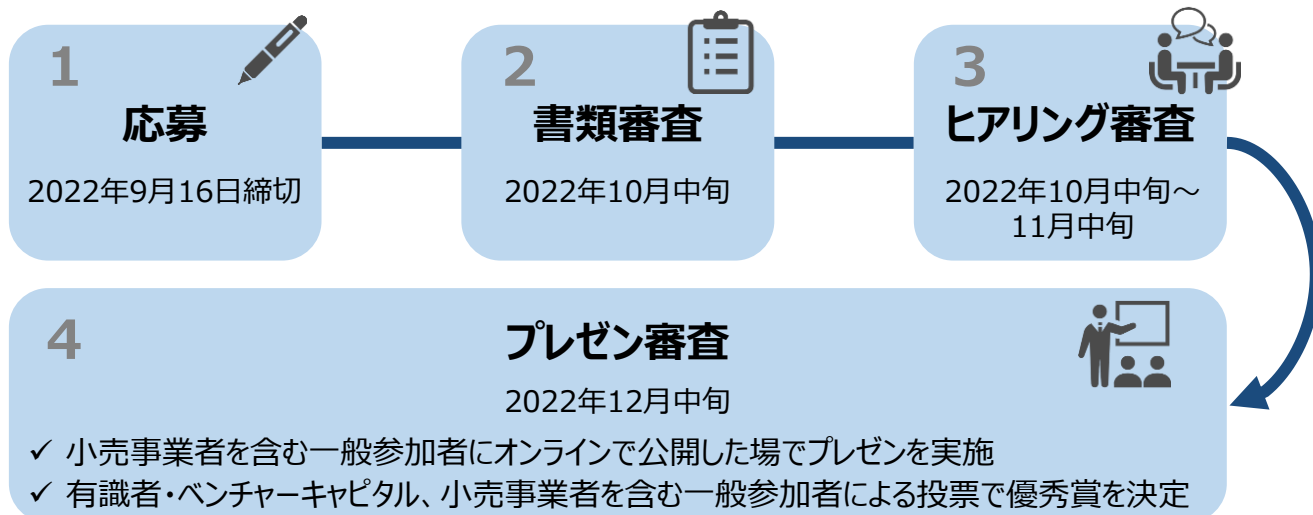 1
応募
2022年9月16日締切
2
書類審査
2022年10月中旬
3
ヒアリング審査
2022年10月中旬～
11月中旬
4
プレゼン審査
2022年12月中旬
✓ 小売事業者を含む一般参加者にオンラインで公開した場でプレゼンを実施
✓ 有識者・ベンチャーキャピタル、小売事業者を含む一般参加者による投票で優秀賞を決定